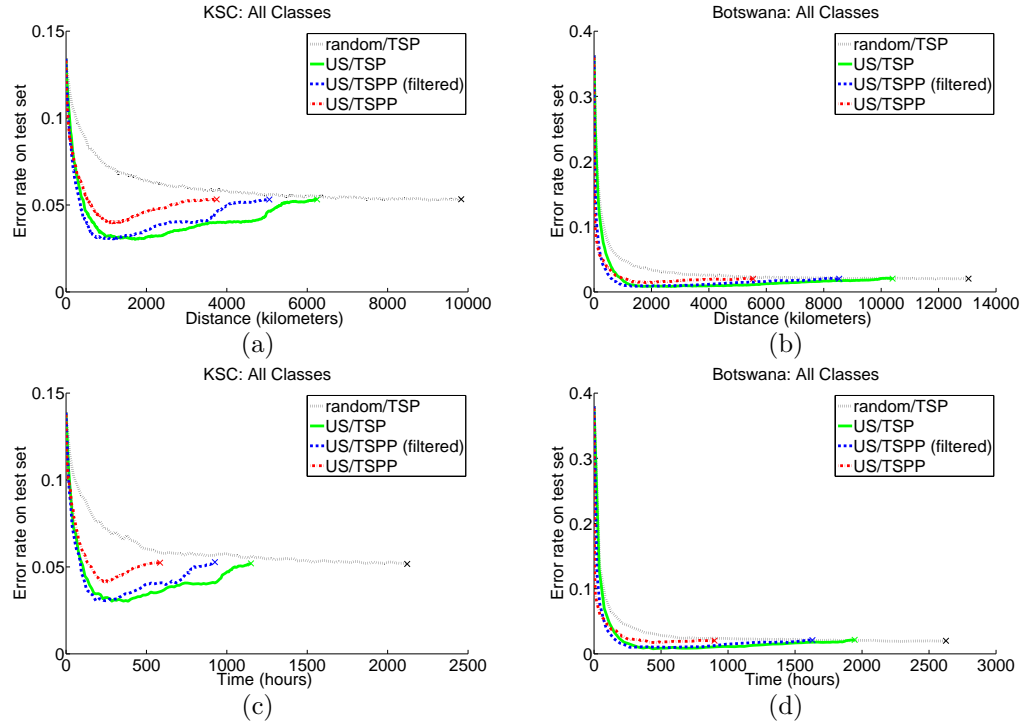 KSC: All Classes
0.15
0.1
0.05
0
Error rate on test set
random/TSP
US/TSP
US/TSPP (filtered)
US/TSPP
0 2000 4000 6000 8000 10000
Distance (kilometers)
(a)
Botswana: All Classes
0.4
0.3
0.2
0.1
0
Error rate on test set
random/TSP
US/TSP
US/TSPP (filtered)
US/TSPP
0 2000 4000 6000 8000 10000 12000 14000
Distance (kilometers)
(b)
KSC: All Classes
0.15
0.1
0.05
0
Error rate on test set
random/TSP
US/TSP
US/TSPP (filtered)
US/TSPP
0 500 1000 1500 2000 2500
Time (hours)
(c)
Botswana: All Classes
0.4
0.3
0.2
0.1
0
Error rate on test set
random/TSP
US/TSP
US/TSPP (filtered)
US/TSPP
0 500 1000 1500 2000 2500 3000
Time (hours)
(d)